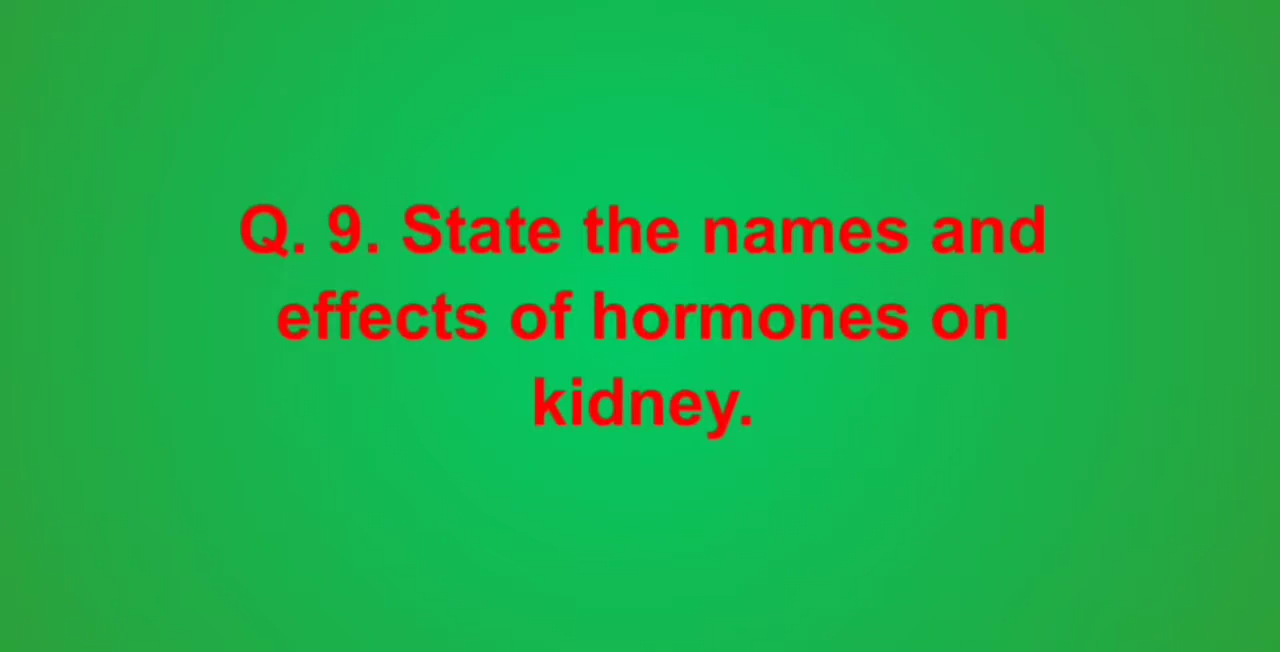 Q. 9. State the names and
effects of hormones on
kidney.